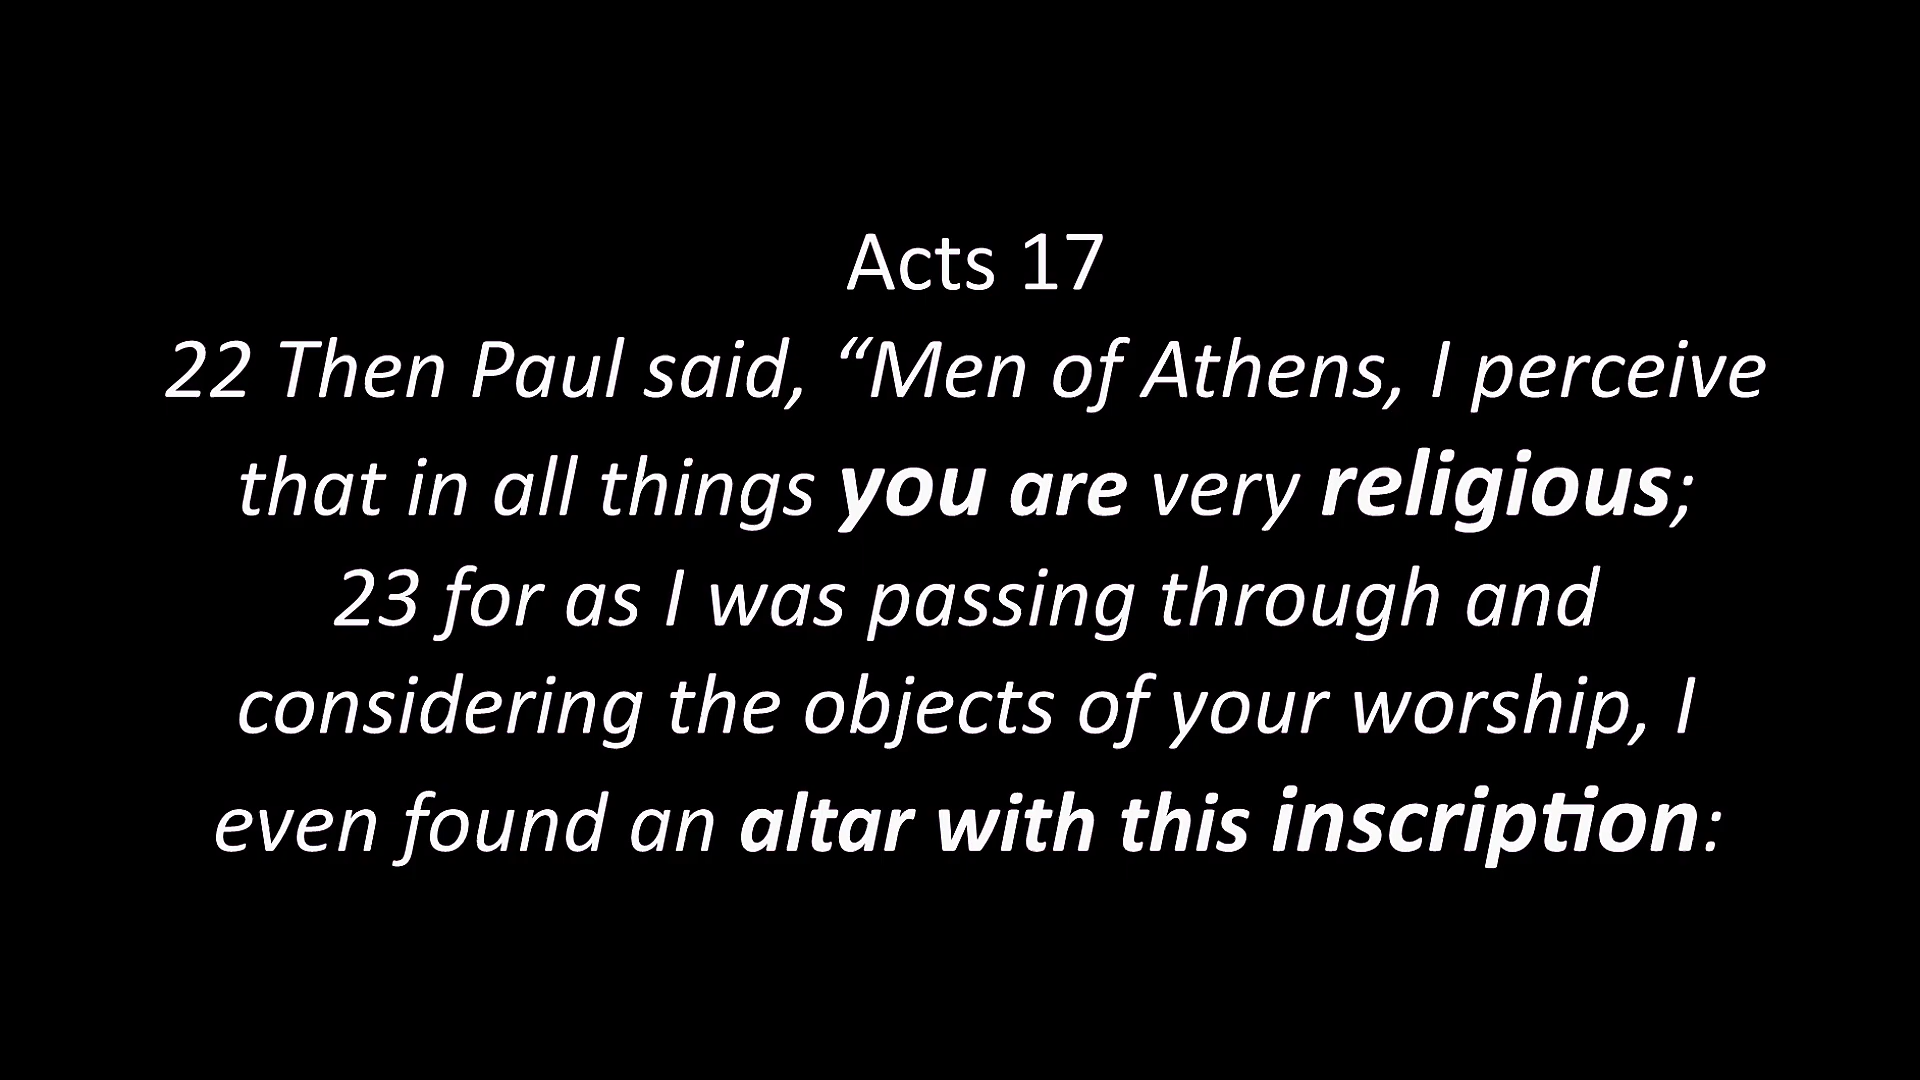 Acts 17
22 Then Paul said, “Men of Athens, I perceive
that in all things you are very religious;
23 for as I was passing through and
considering the objects of your worship, I
even found an altar with this inscription: